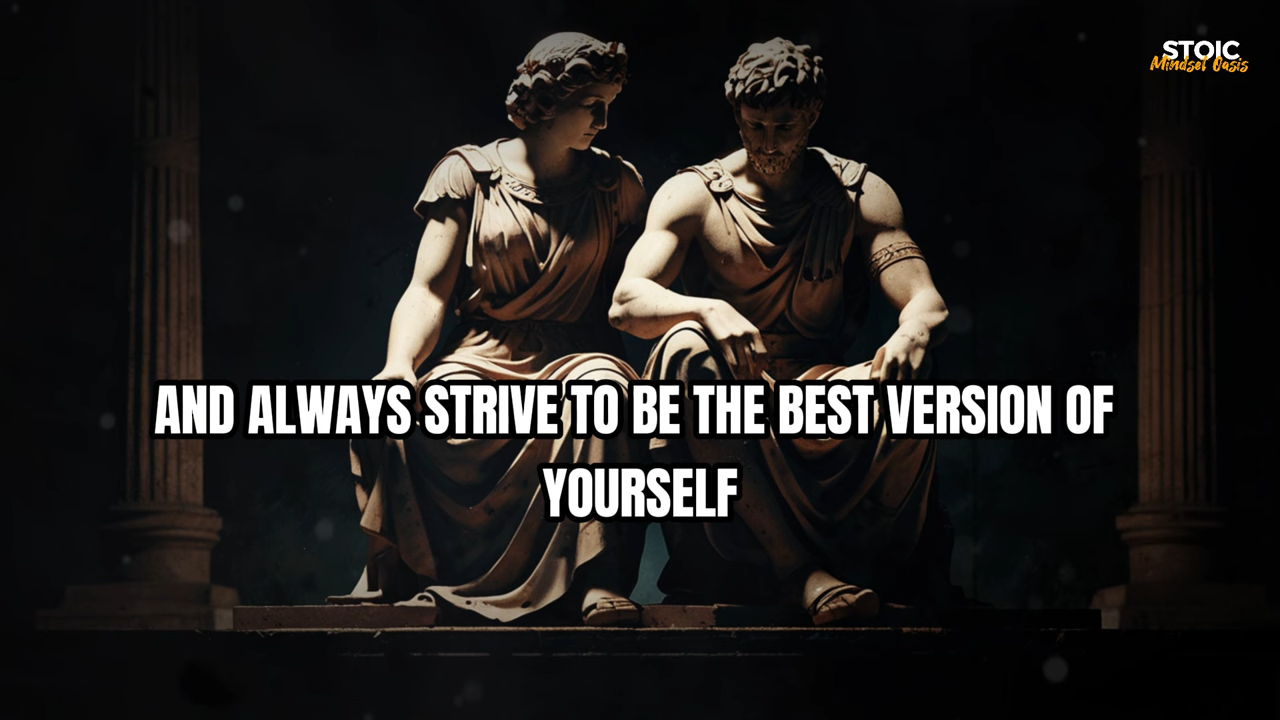 STOIC
Mindset Oasis
AND ALWAYS STRIVE TO BE THE BEST VERSION OF
YOURSELF